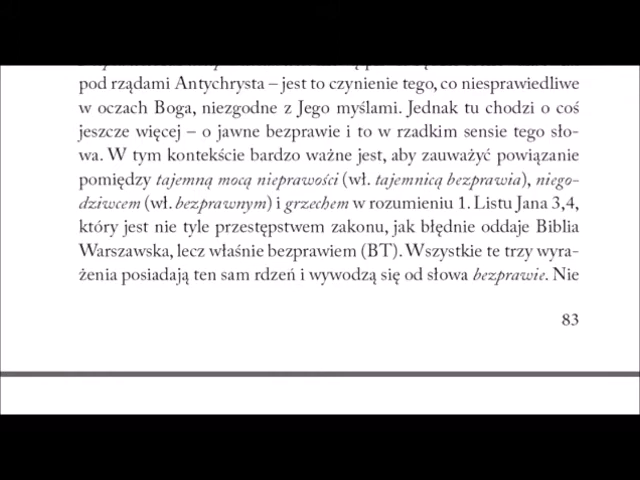 pod rządami Antychrysta – jest to czynienie tego, co niesprawiedliwe
w oczach Boga, niezgodne z Jego myślami. Jednak tu chodzi o coś
jeszcze więcej – o jawne bezprawie i to w rzadkim sensie tego sło-
wa. W tym kontekście bardzo ważne jest, aby zauważyć powiązanie
pomiędzy tajemną mocą nieprawości (wł. tajemnicą bezprawia), niego-
dziwcem (wł. bezprawnym) i grzechem w rozumieniu 1. Listu Jana 3,4,
który jest nie tyle przestępstwem zakonu, jak błędnie oddaje Biblia
Warszawska, lecz właśnie bezprawiem (BT). Wszystkie te trzy wyra-
żenia posiadają ten sam rdzeń i wywodzą się od słowa bezprawie. Nie
83